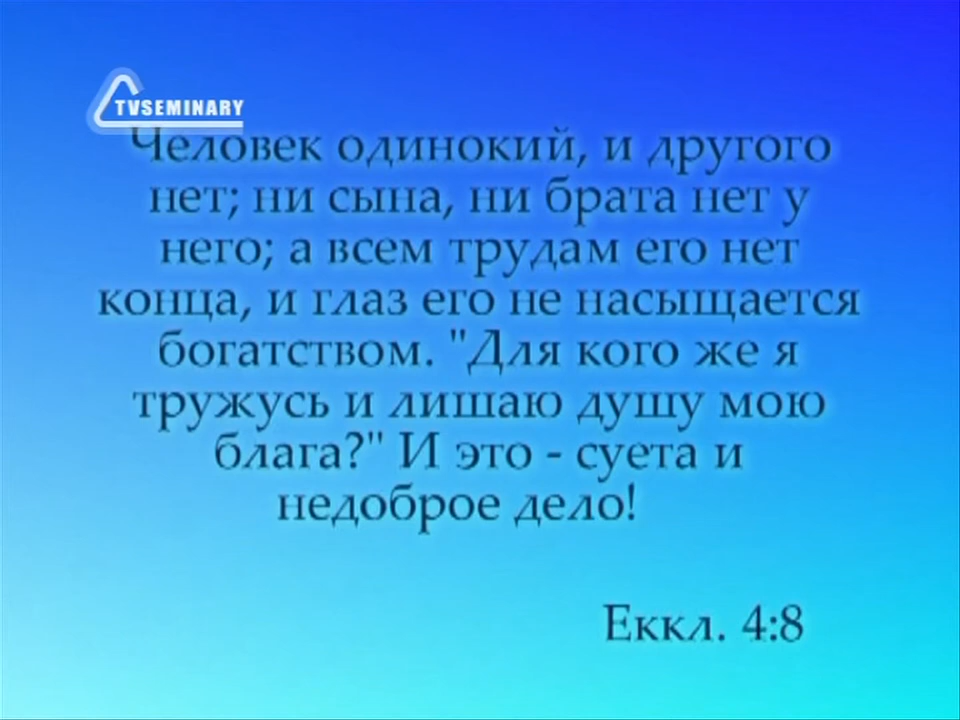 TVSEMINARY
Человек одинокий, и другого
нет; ни сына, ни брата нет у
него; а всем трудам его нет
конца, и глаз его не насыщается
богатством. "Для кого же я
тружусь и лишаю душу мою
блага?" И это - суета и
недоброе дело!
Еккл. 4:8